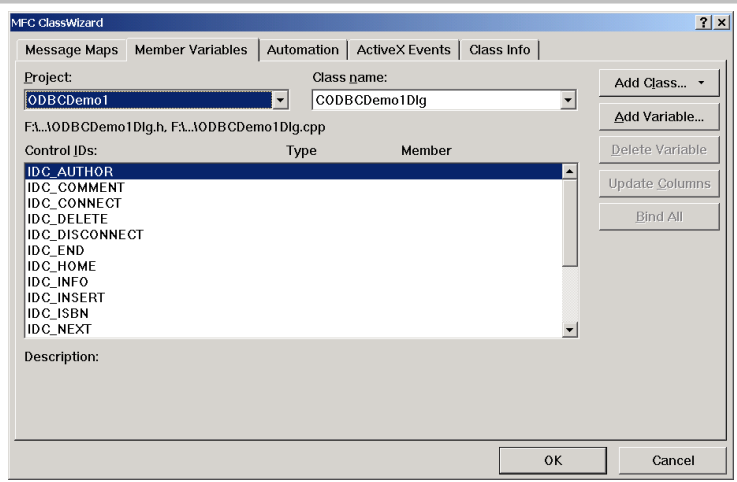 MFC ClassWizard
Message Maps Member Variables Automation ActiveX Events Class Info
Project: Class name:
ODBCDemo1 CODBCDemo1Dlg
Add Class...
F:\...\ODBCDemo1Dlg.h, F:\...\ODBCDemo1Dlg.cpp
Add Variable...
Control IDs: Type Member
Delete Variable
IDC_AUTHOR
IDC_COMMENT
Update Columns
IDC_CONNECT
IDC_DELETE
Bind All
IDC_DISCONNECT
IDC_END
IDC_HOME
IDC_INFO
IDC_INSERT
IDC_ISBN
IDC_NEXT
Description:
OK Cancel